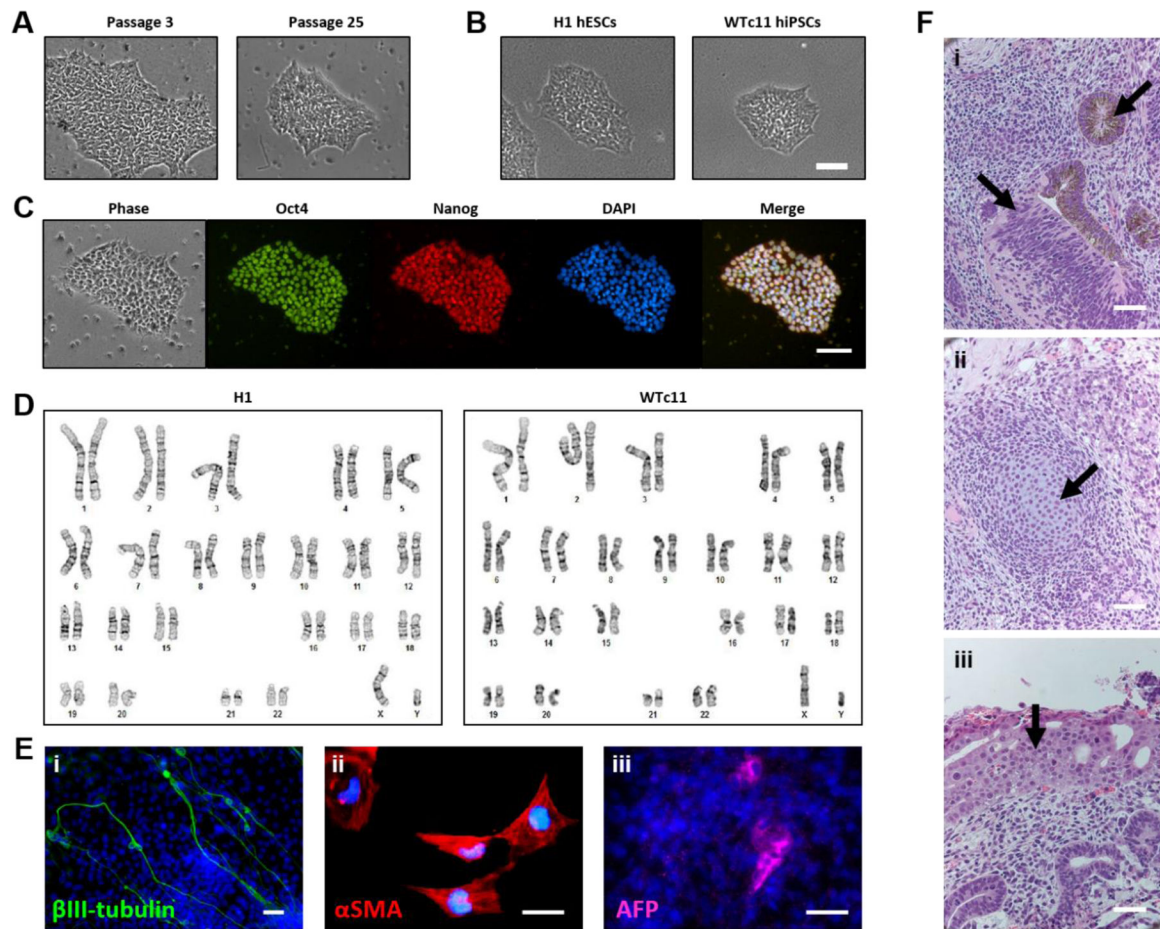 A
Passage 3
Passage 25
B
H1 hESCs
WTc11 hiPSCs
C
Phase
Oct4
Nanog
DAPI
Merge
D
H1
1 2 3 4 5
6 7 8 9 10 11 12
13 14 15 16 17 18
19 20 21 22 X Y
WTc11
1 2 3 4 5
6 7 8 9 10 11 12
13 14 15 16 17 18
19 20 21 22 X Y
E
i
βIII-tubulin
ii
αSMA
iii
AFP
F
i
ii
iii